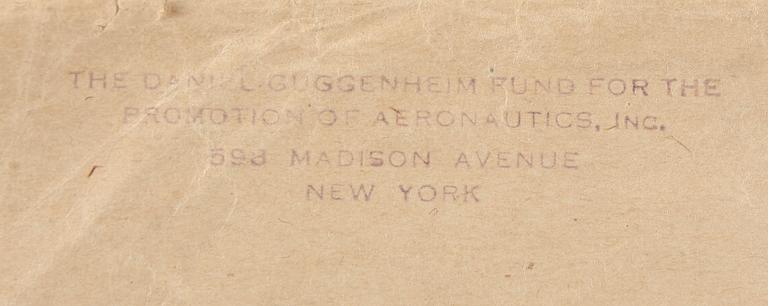 THE DANIEL GUGGENHEIM FUND FOR THE
PROMOTION OF AERONAUTICS, INC.
598 MADISON AVENUE
NEW YORK